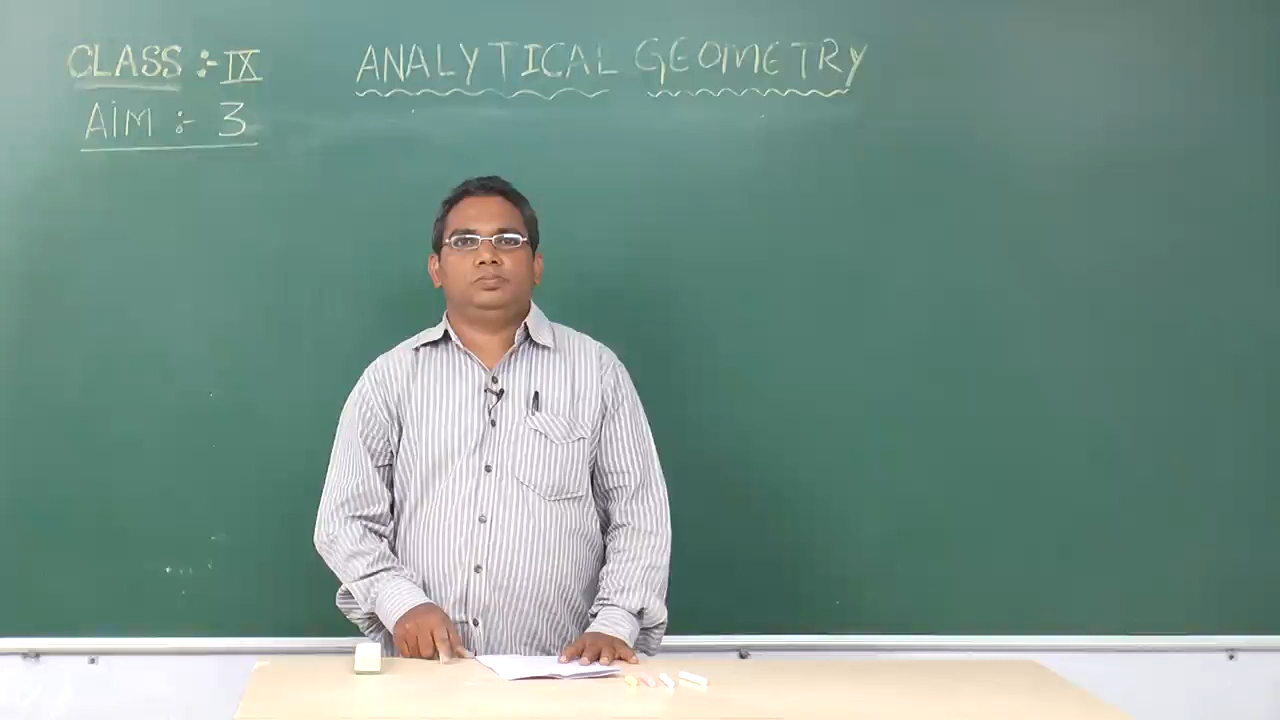 CLASS :- IX
ANALYTICAL GEOMETRY
AiM :- 3